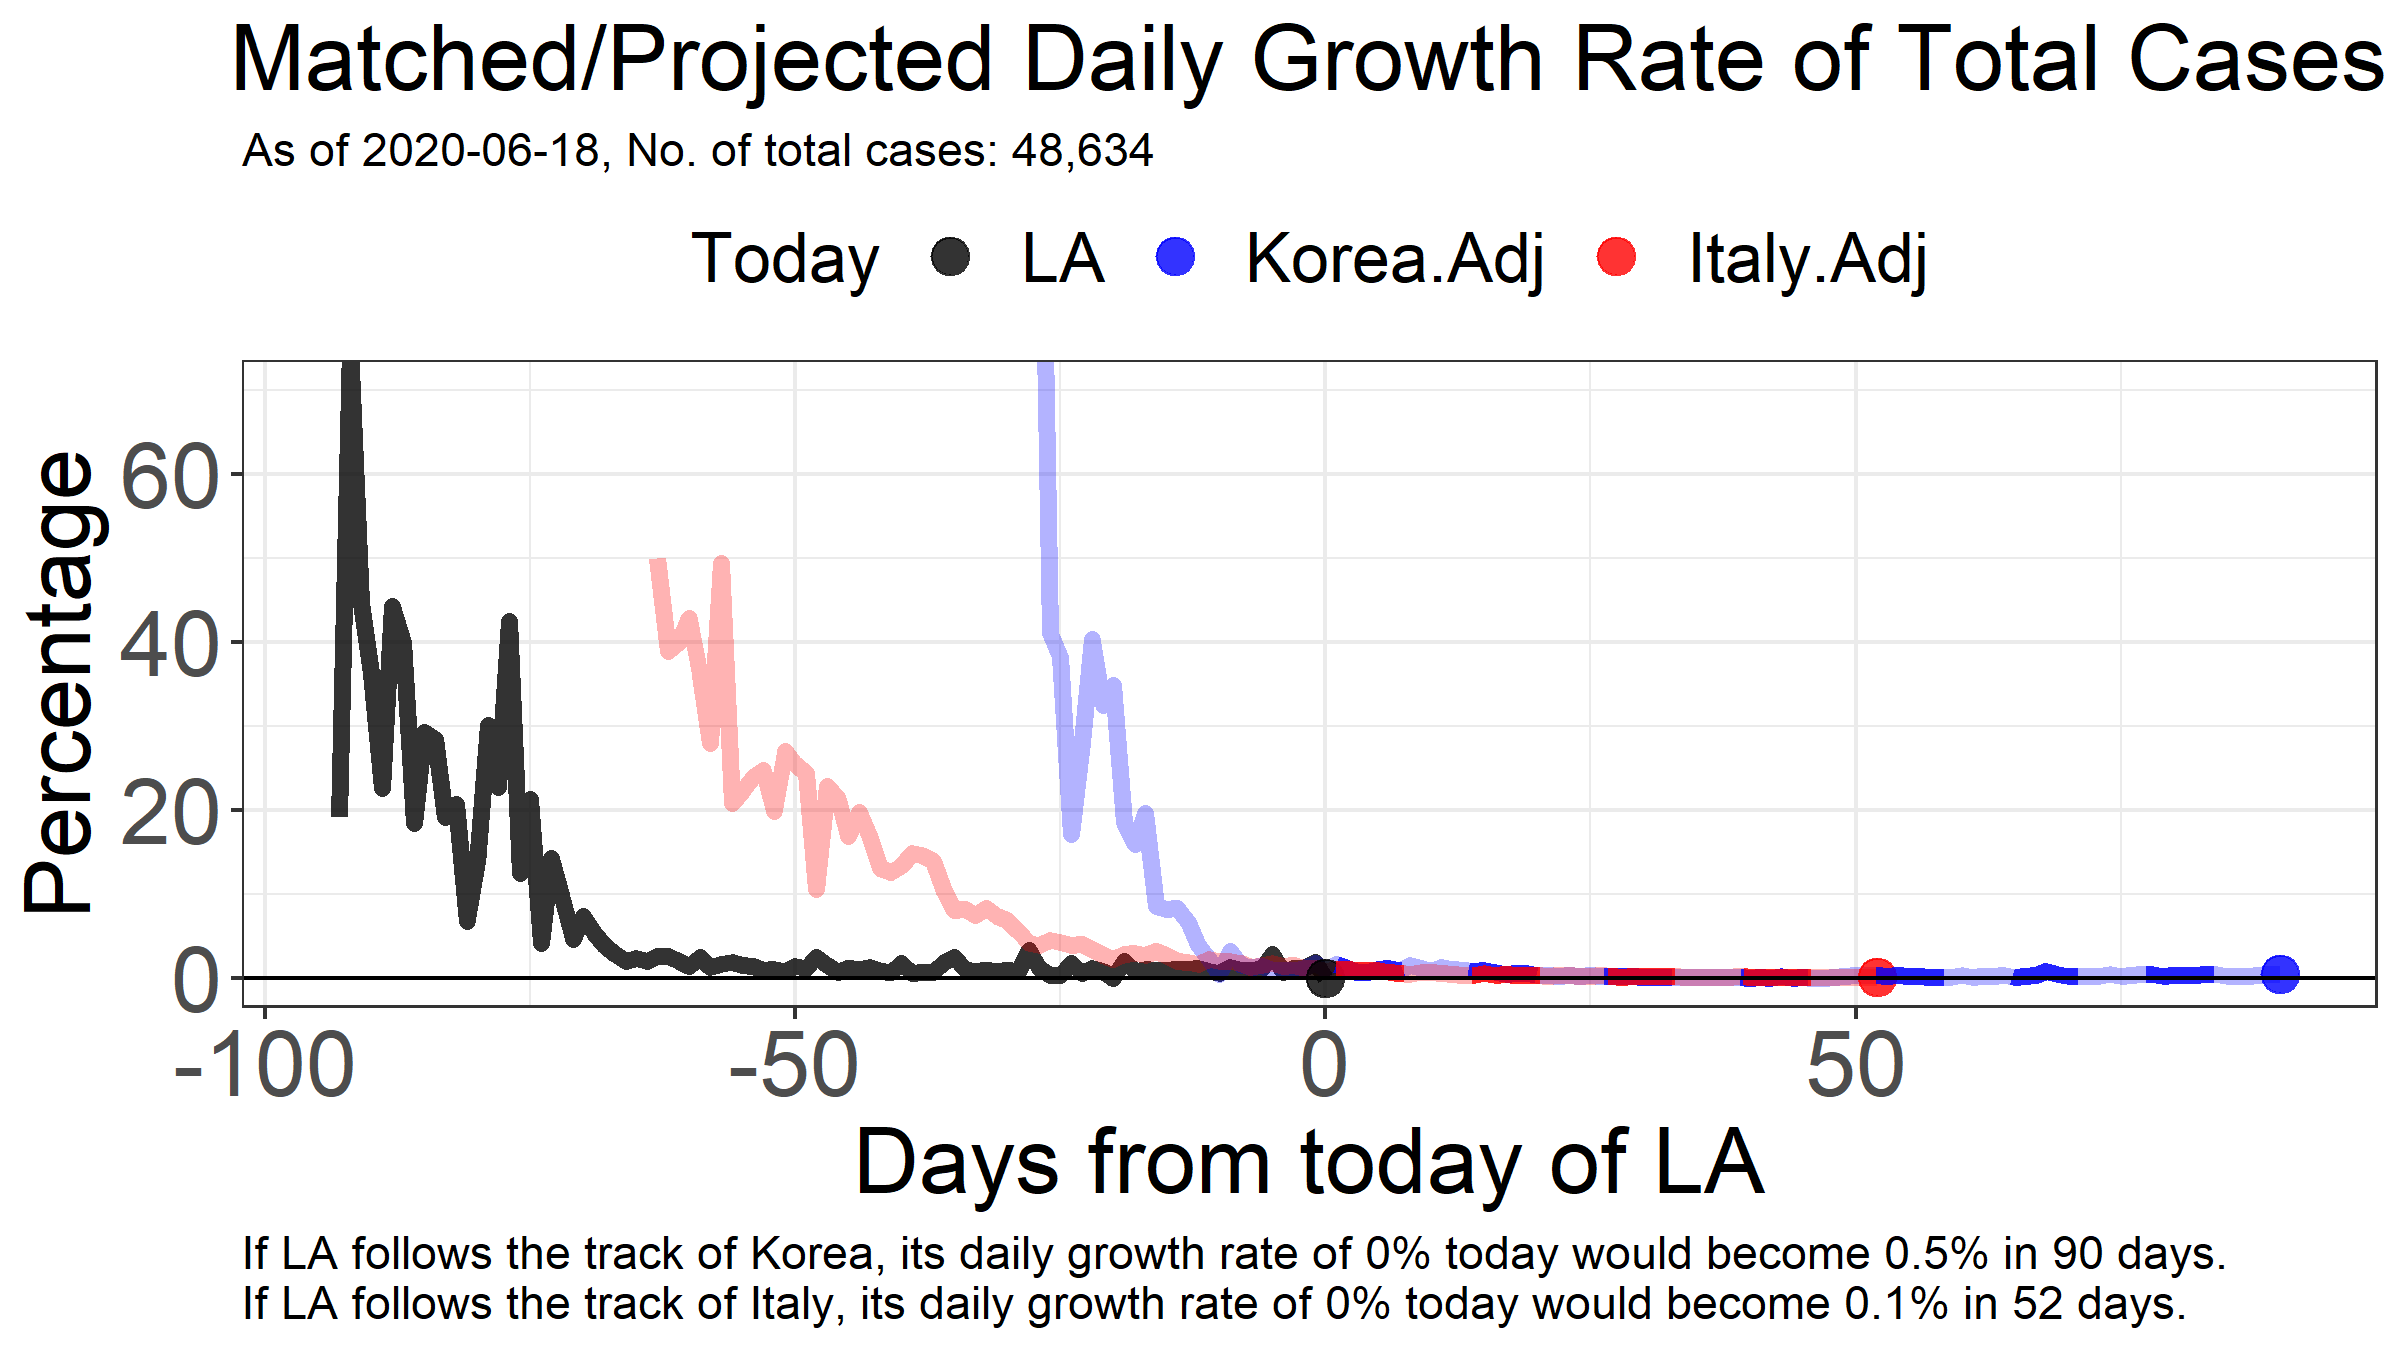 Matched/Projected Daily Growth Rate of Total Cases
As of 2020-06-18, No. of total cases: 48,634
Today LA Korea.Adj Italy.Adj
Percentage
60
40
20
0
-100 -50 0 50
Days from today of LA
If LA follows the track of Korea, its daily growth rate of 0% today would become 0.5% in 90 days.
If LA follows the track of Italy, its daily growth rate of 0% today would become 0.1% in 52 days.